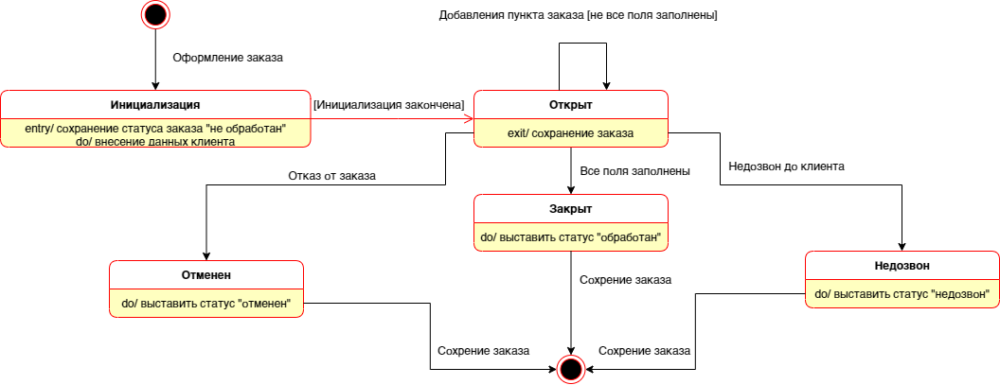 Добавления пункта заказа [не все поля заполнены]
Оформление заказа
Инициализация
entry/ сохранение статуса заказа "не обработан"
do/ внесение данных клиента
[Инициализация закончена]
Открыт
exit/ сохранение заказа
Отказ от заказа
Все поля заполнены
Недозвон до клиента
Закрыт
do/ выставить статус "обработан"
Отменен
do/ выставить статус "отменен"
Недозвон
do/ выставить статус "недозвон"
Сохрение заказа
Сохрение заказа
Сохрение заказа